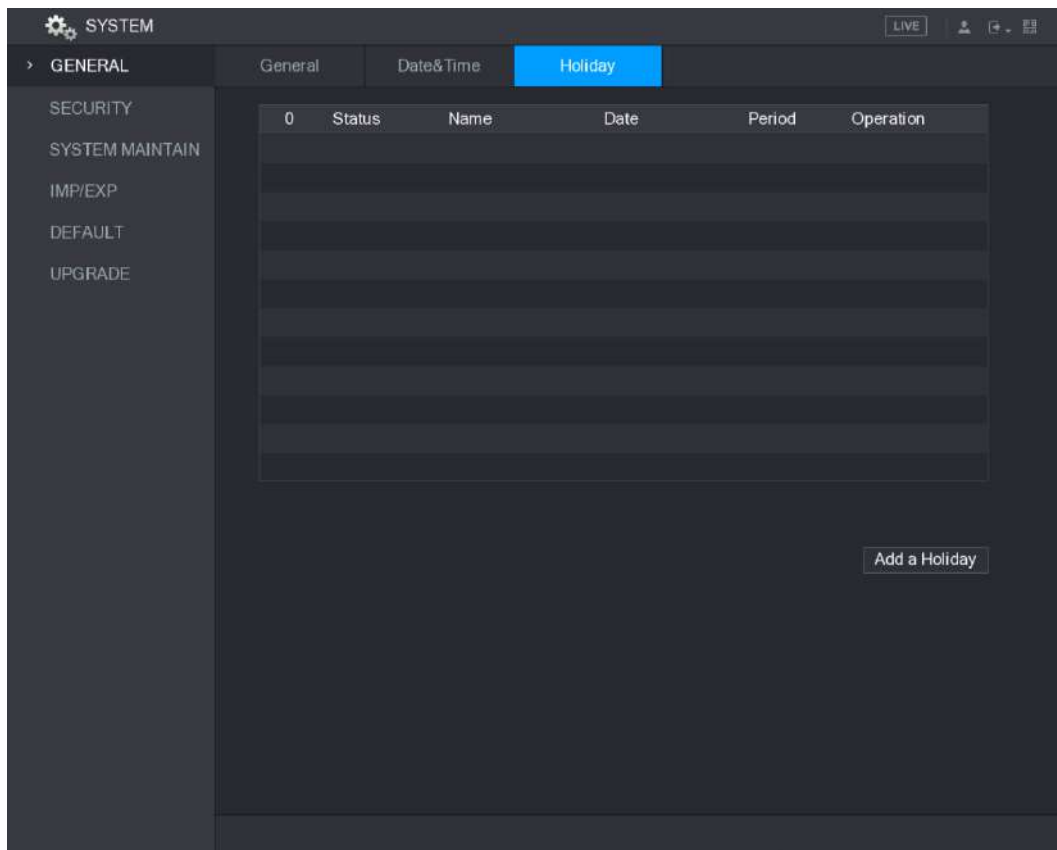 SYSTEM
LIVE
> GENERAL
General Date&Time Holiday
SECURITY
0 Status Name Date Period Operation
SYSTEM MAINTAIN
IMP/EXP
DEFAULT
UPGRADE
Add a Holiday